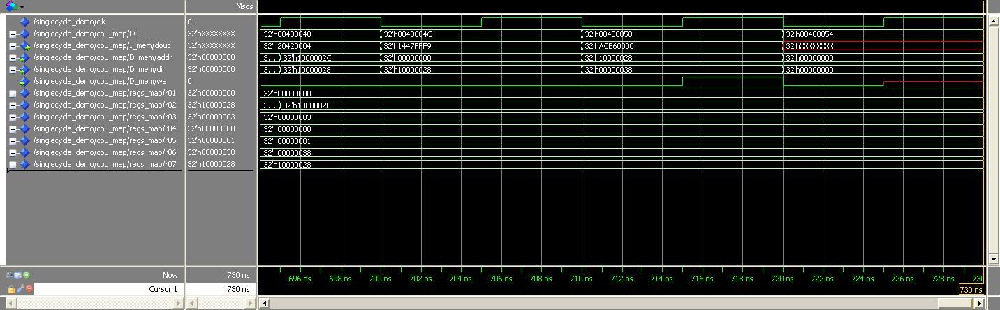 Msgs
/singlecycle_demo/clk 0
/singlecycle_demo/cpu_map/PC 32'hXXXXXXXX 32'h00400048 32'h0040004C 32'h00400050 32'h00400054
/singlecycle_demo/cpu_map/I_mem/dout 32'hXXXXXXXX 32'h20420004 32'h1447FFF9 32'hACE60000 32'hXXXXXXXX
/singlecycle_demo/cpu_map/D_mem/addr 32'h00000000 3... 32'h1000002C 32'h00000000 32'h10000028 32'h00000000
/singlecycle_demo/cpu_map/D_mem/din 32'h00000000 3... 32'h10000028 32'h10000028 32'h00000038 32'h00000000
/singlecycle_demo/cpu_map/D_mem/we 0
/singlecycle_demo/cpu_map/regs_map/r01 32'h00000000 32'h00000000
/singlecycle_demo/cpu_map/regs_map/r02 32'h10000028 3... 32'h10000028
/singlecycle_demo/cpu_map/regs_map/r03 32'h00000003 32'h00000003
/singlecycle_demo/cpu_map/regs_map/r04 32'h00000000 32'h00000000
/singlecycle_demo/cpu_map/regs_map/r05 32'h00000001 32'h00000001
/singlecycle_demo/cpu_map/regs_map/r06 32'h00000038 32'h00000038
/singlecycle_demo/cpu_map/regs_map/r07 32'h10000028 32'h10000028
Now 730 ns 696 ns 698 ns 700 ns 702 ns 704 ns 706 ns 708 ns 710 ns 712 ns 714 ns 716 ns 718 ns 720 ns 722 ns 724 ns 726 ns 728 ns 730
Cursor 1 730 ns 730 ns